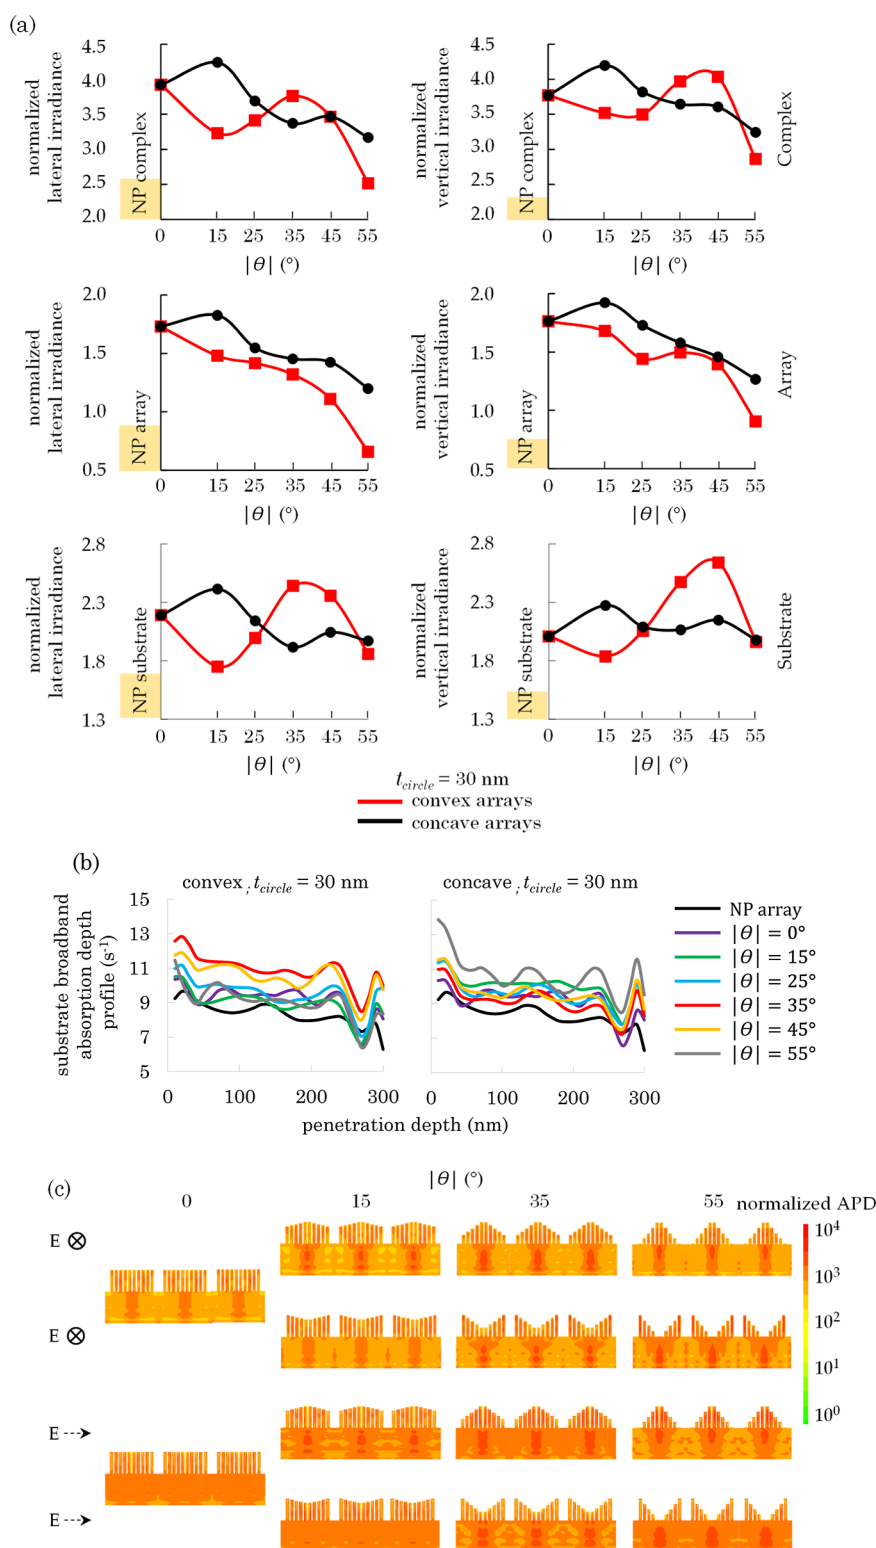 (a)
normalized
lateral irradiance
NP complex
4.5
4.0
3.5
3.0
2.5
2.0
0 15 25 35 45 55
|θ| (°)
normalized
vertical irradiance
NP complex
4.5
4.0
3.5
3.0
2.5
2.0
0 15 25 35 45 55
|θ| (°)
Complex
normalized
lateral irradiance
NP array
2.0
1.5
1.0
0.5
0 15 25 35 45 55
|θ| (°)
normalized
vertical irradiance
NP array
2.0
1.5
1.0
0.5
0 15 25 35 45 55
|θ| (°)
Array
normalized
lateral irradiance
NP substrate
2.8
2.3
1.8
1.3
0 15 25 35 45 55
|θ| (°)
normalized
vertical irradiance
NP substrate
2.8
2.3
1.8
1.3
0 15 25 35 45 55
|θ| (°)
Substrate
t_circle = 30 nm
convex arrays
concave arrays
(b)
convex ; t_circle = 30 nm
concave ; t_circle = 30 nm
substrate broadband
absorption depth
profile (s⁻¹)
15
13
11
9
7
5
0 100 200 300
0 100 200 300
penetration depth (nm)
NP array
|θ| = 0°
|θ| = 15°
|θ| = 25°
|θ| = 35°
|θ| = 45°
|θ| = 55°
(c)
|θ| (°)
0 15 35 55
normalized APD
E ⊗
E ⊗
E --->
E --->
10⁴
10³
10²
10¹
10⁰